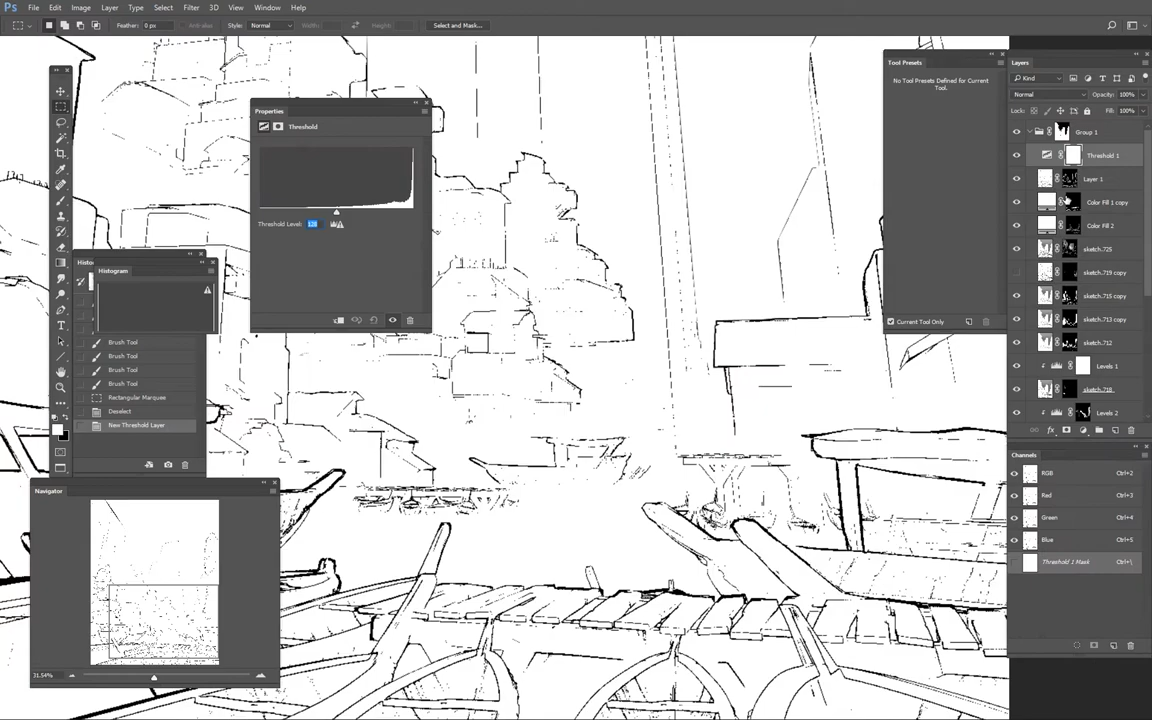 Ps File Edit Image Layer Type Select Filter 3D View Window Help
Feather: 0 px Anti-alias Style: Normal Width: Height: Select and Mask...
Properties
Threshold
Threshold Level: 128
Histogram
Brush Tool
Brush Tool
Brush Tool
Brush Tool
Rectangular Marquee
Deselect
New Threshold Layer
Navigator
31.54%
Tool Presets
No Tool Presets Defined for Current
Tool.
Current Tool Only
Layers
Kind
Normal Opacity: 100%
Lock: Fill: 100%
Group 1
Threshold 1
Layer 1
Color Fill 1 copy
Color Fill 2
sketch.725
sketch.719 copy
sketch.715 copy
sketch.713 copy
sketch.712
Levels 1
sketch.718
Levels 2
Channels
RGB Ctrl+2
Red Ctrl+3
Green Ctrl+4
Blue Ctrl+5
Threshold 1 Mask Ctrl+\